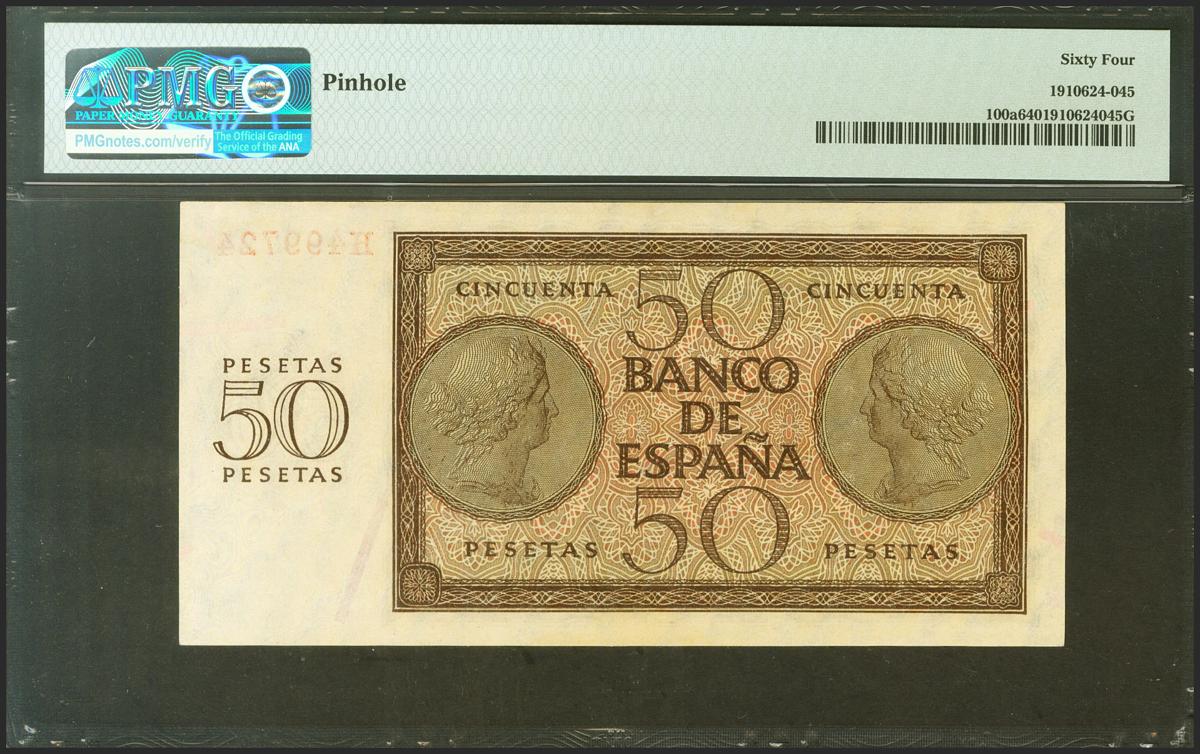 PMG
PAPER MONEY GUARANTY
PMGnotes.com/verify
The Official Grading
Service of the ANA
Pinhole
Sixty Four
1910624-045
100a6401910624045G
H499724
PESETAS
50
PESETAS
CINCUENTA 50 CINCUENTA
BANCO
DE
ESPAÑA
PESETAS 50 PESETAS